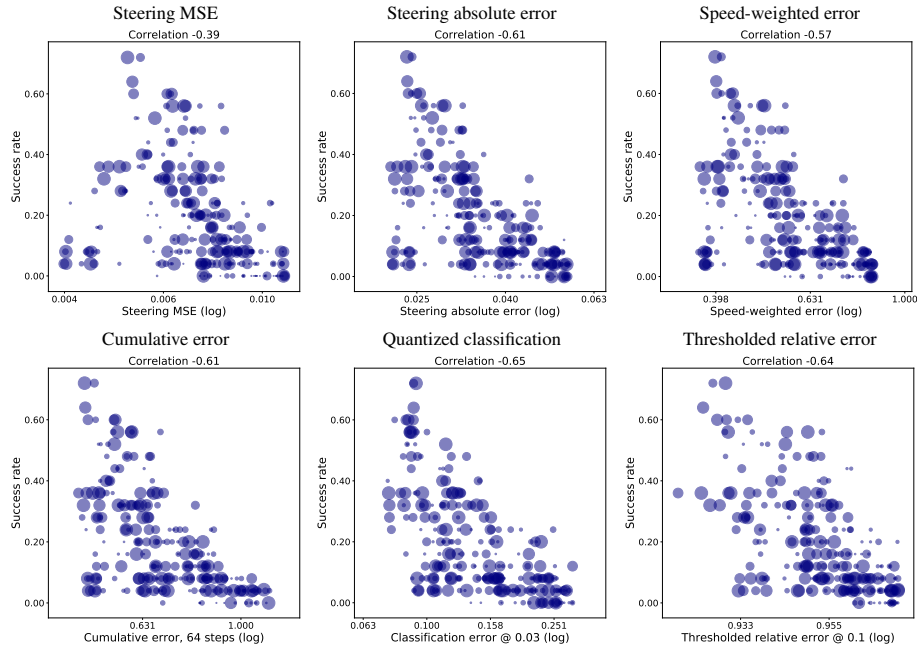 Steering MSE
Correlation -0.39
Success rate
0.60
0.40
0.20
0.00
0.004
0.006
0.010
Steering MSE (log)
Steering absolute error
Correlation -0.61
Success rate
0.60
0.40
0.20
0.00
0.025
0.040
0.063
Steering absolute error (log)
Speed-weighted error
Correlation -0.57
Success rate
0.60
0.40
0.20
0.00
0.398
0.631
1.000
Speed-weighted error (log)
Cumulative error
Correlation -0.61
Success rate
0.60
0.40
0.20
0.00
0.631
1.000
Cumulative error, 64 steps (log)
Quantized classification
Correlation -0.65
Success rate
0.60
0.40
0.20
0.00
0.063
0.100
0.158
0.251
Classification error @ 0.03 (log)
Thresholded relative error
Correlation -0.64
Success rate
0.60
0.40
0.20
0.00
0.933
0.955
Thresholded relative error @ 0.1 (log)